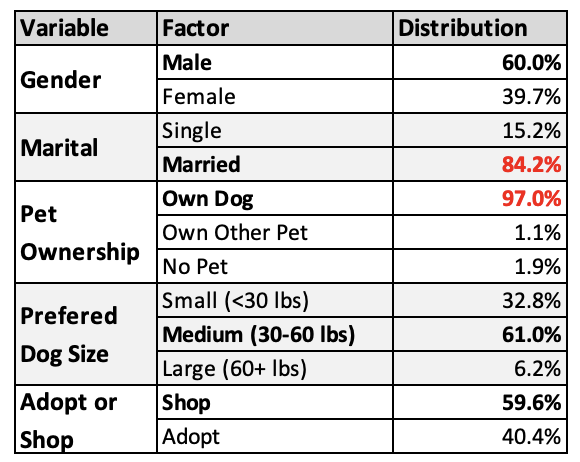 Variable Factor Distribution
Gender
Male 60.0%
Female 39.7%
Marital
Single 15.2%
Married 84.2%
Pet
Ownership
Own Dog 97.0%
Own Other Pet 1.1%
No Pet 1.9%
Prefered
Dog Size
Small (<30 lbs) 32.8%
Medium (30-60 lbs) 61.0%
Large (60+ lbs) 6.2%
Adopt or
Shop
Shop 59.6%
Adopt 40.4%